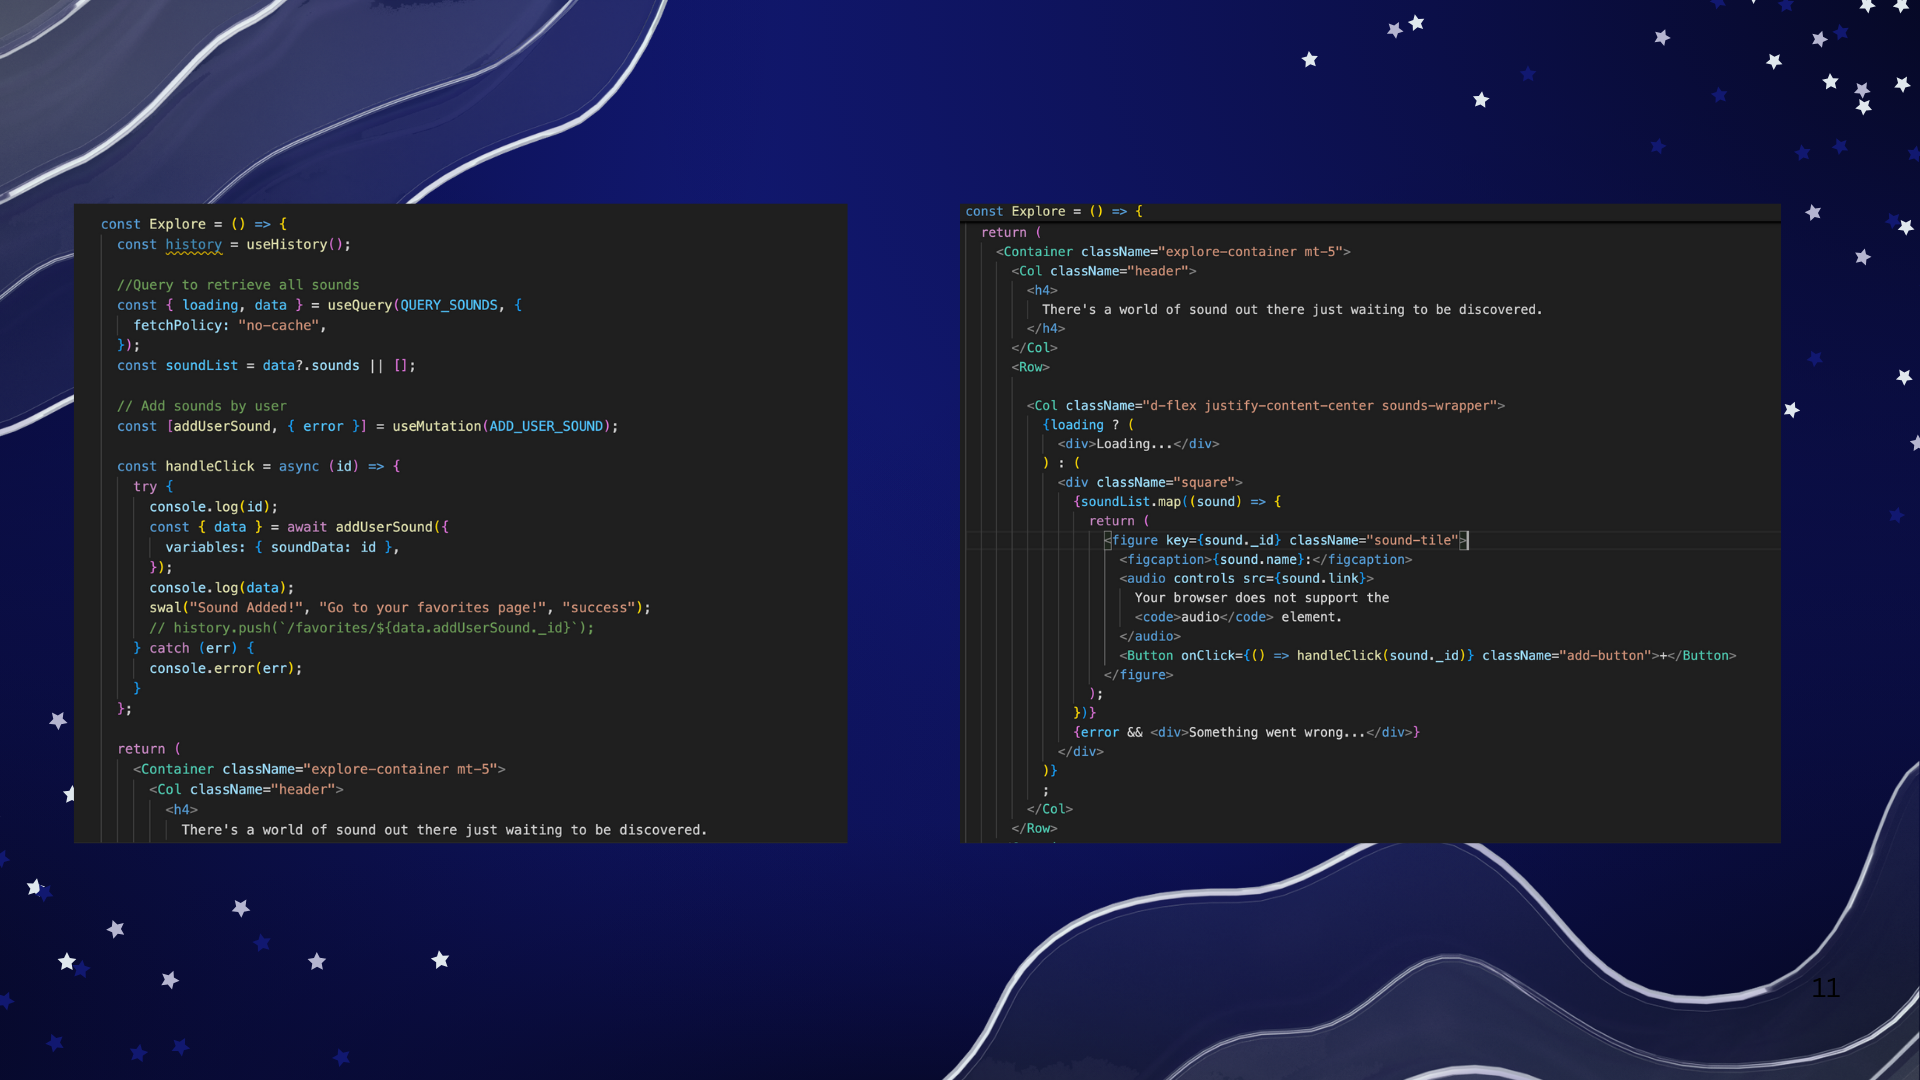 const Explore = () => {
const history = useHistory();
//Query to retrieve all sounds
const { loading, data } = useQuery(QUERY_SOUNDS, {
fetchPolicy: "no-cache",
});
const soundList = data?.sounds || [];
// Add sounds by user
const [addUserSound, { error }] = useMutation(ADD_USER_SOUND);
const handleClick = async (id) => {
try {
console.log(id);
const { data } = await addUserSound({
variables: { soundData: id },
});
console.log(data);
swal("Sound Added!", "Go to your favorites page!", "success");
// history.push(`/favorites/${data.addUserSound._id}`);
} catch (err) {
console.error(err);
}
};
return (
<Container className="explore-container mt-5">
<Col className="header">
<h4>
There's a world of sound out there just waiting to be discovered.
const Explore = () => {
return (
<Container className="explore-container mt-5">
<Col className="header">
<h4>
There's a world of sound out there just waiting to be discovered.
</h4>
</Col>
<Row>
<Col className="d-flex justify-content-center sounds-wrapper">
{loading ? (
<div>Loading...</div>
) : (
<div className="square">
{soundList.map((sound) => {
return (
<figure key={sound._id} className="sound-tile">
<figcaption>{sound.name}:</figcaption>
<audio controls src={sound.link}>
Your browser does not support the
<code>audio</code> element.
</audio>
<Button onClick={() => handleClick(sound._id)} className="add-button">+</Button>
</figure>
);
})}
{error && <div>Something went wrong...</div>}
</div>
)}
;
</Col>
</Row>
11